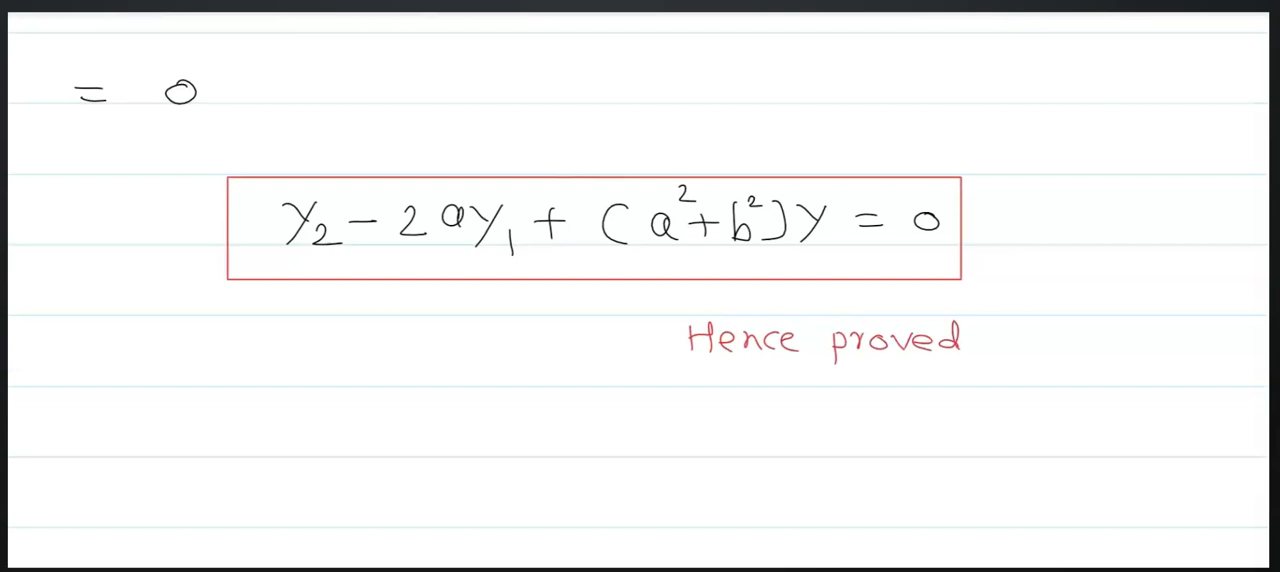 = 0
y₂ - 2ay₁ + (a² + b²)y = 0
Hence proved